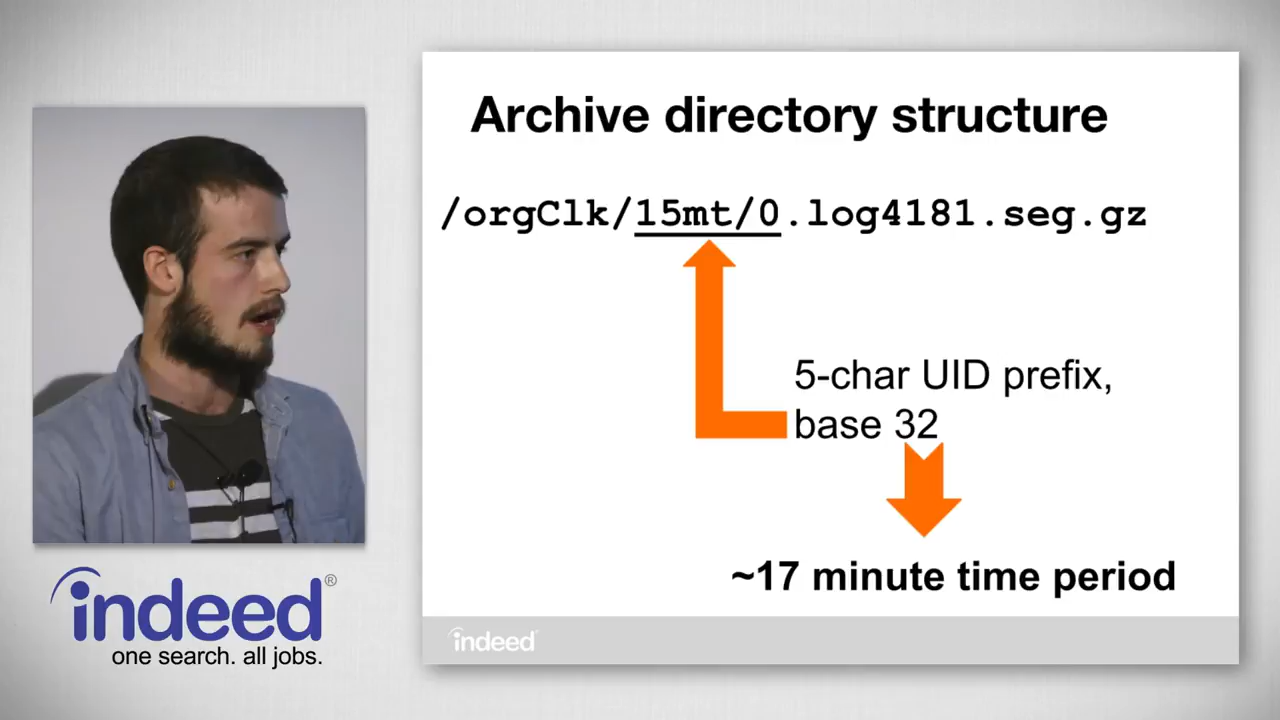 Archive directory structure
/orgClk/15mt/0.log4181.seg.gz
5-char UID prefix,
base 32
~17 minute time period
indeed
indeed®
one search. all jobs.